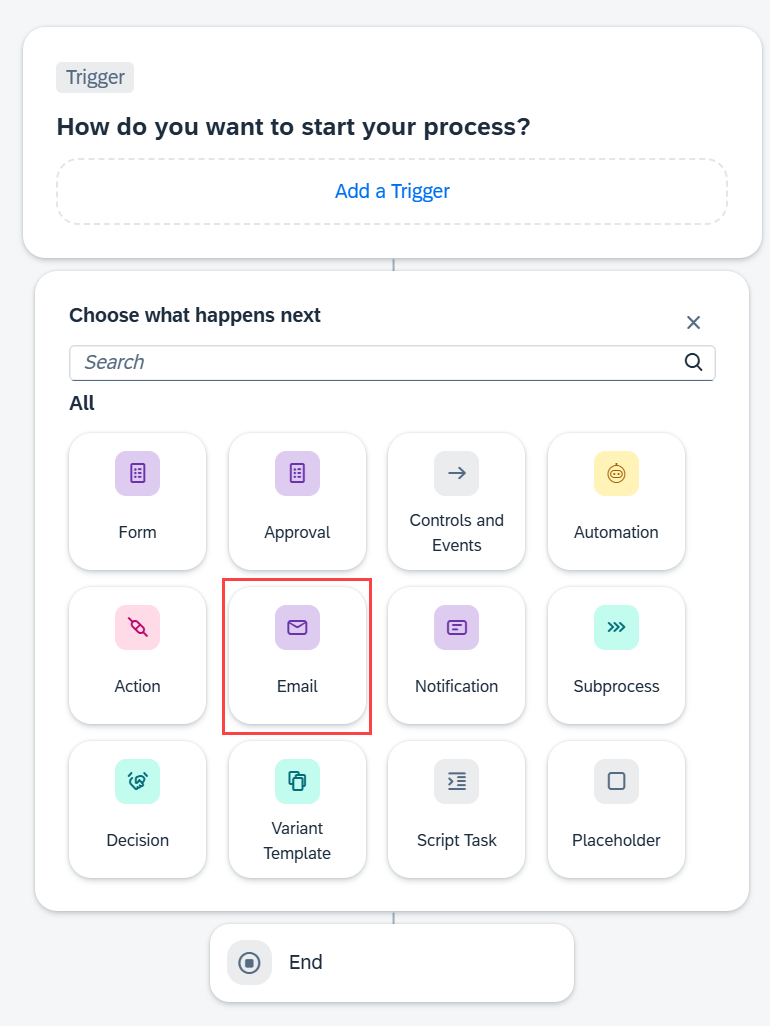 Trigger
How do you want to start your process?
Add a Trigger
Choose what happens next
Search
All
Form
Approval
Controls and
Events
Automation
Action
Email
Notification
Subprocess
Decision
Variant
Template
Script Task
Placeholder
End